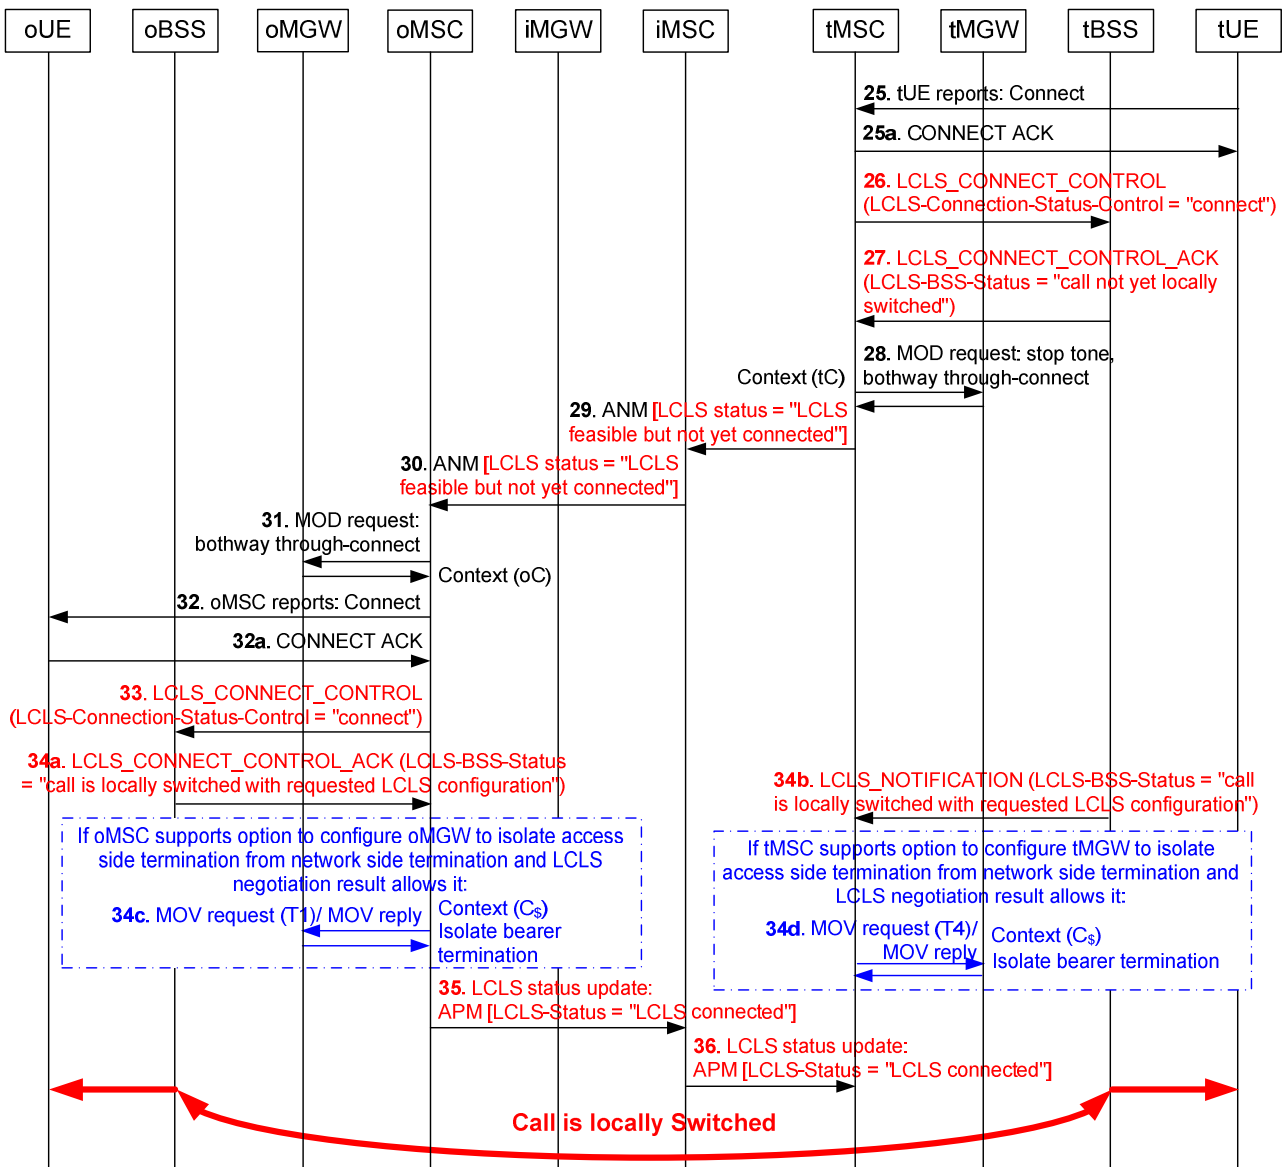 oUE
oBSS
oMGW
oMSC
iMGW
iMSC
tMSC
tMGW
tBSS
tUE
25. tUE reports: Connect
25a. CONNECT ACK
26. LCLS_CONNECT_CONTROL
(LCLS-Connection-Status-Control = "connect")
27. LCLS_CONNECT_CONTROL_ACK
(LCLS-BSS-Status = "call not yet locally
switched")
28. MOD request: stop tone,
bothway through-connect
Context (tC)
29. ANM [LCLS status = "LCLS
feasible but not yet connected"]
30. ANM [LCLS status = "LCLS
feasible but not yet connected"]
31. MOD request:
bothway through-connect
Context (oC)
32. oMSC reports: Connect
32a. CONNECT ACK
33. LCLS_CONNECT_CONTROL
(LCLS-Connection-Status-Control = "connect")
34a. LCLS_CONNECT_CONTROL_ACK (LCLS-BSS-Status
= "call is locally switched with requested LCLS configuration")
34b. LCLS_NOTIFICATION (LCLS-BSS-Status = "call
is locally switched with requested LCLS configuration")
If oMSC supports option to configure oMGW to isolate access
side termination from network side termination and LCLS
negotiation result allows it:
34c. MOV request (T1)/ MOV reply
Context (C$)
Isolate bearer
termination
If tMSC supports option to configure tMGW to isolate
access side termination from network side termination and
LCLS negotiation result allows it:
34d. MOV request (T4)/
MOV reply
Context (C$)
Isolate bearer termination
35. LCLS status update:
APM [LCLS-Status = "LCLS connected"]
36. LCLS status update:
APM [LCLS-Status = "LCLS connected"]
Call is locally Switched